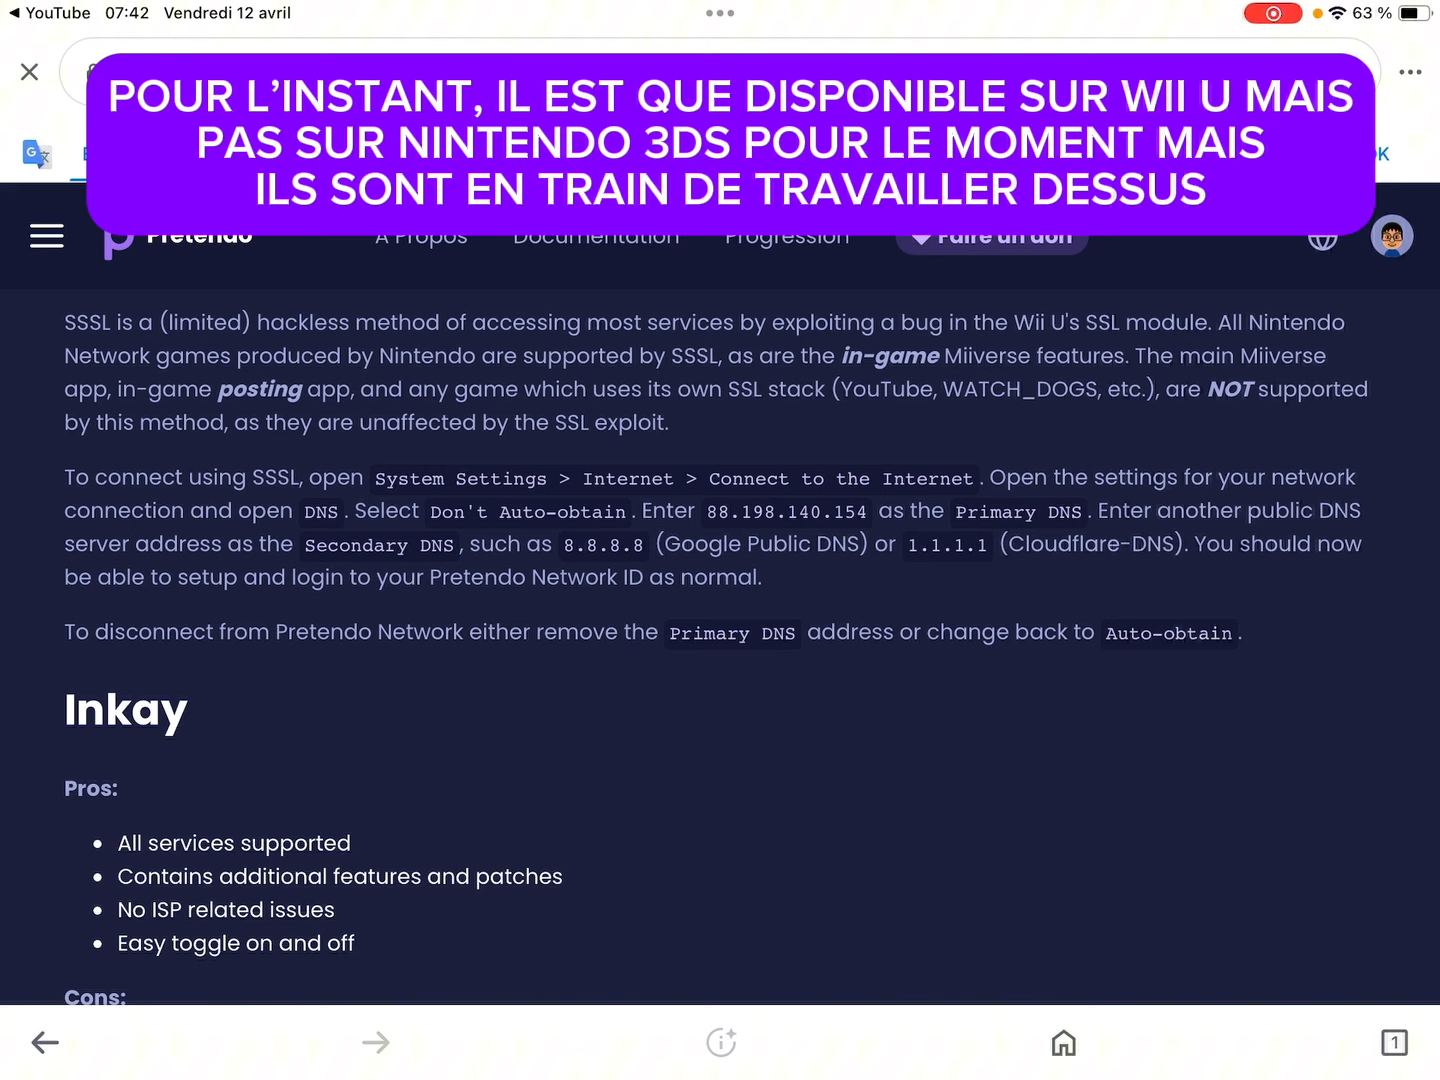 YouTube 07:42 Vendredi 12 avril
63 %
POUR L’INSTANT, IL EST QUE DISPONIBLE SUR WII U MAIS
PAS SUR NINTENDO 3DS POUR LE MOMENT MAIS
ILS SONT EN TRAIN DE TRAVAILLER DESSUS
Pretendo À Propos Documentation Progression Faire un don
SSSL is a (limited) hackless method of accessing most services by exploiting a bug in the Wii U's SSL module. All Nintendo
Network games produced by Nintendo are supported by SSSL, as are the in-game Miiverse features. The main Miiverse
app, in-game posting app, and any game which uses its own SSL stack (YouTube, WATCH_DOGS, etc.), are NOT supported
by this method, as they are unaffected by the SSL exploit.
To connect using SSSL, open System Settings > Internet > Connect to the Internet. Open the settings for your network
connection and open DNS. Select Don't Auto-obtain. Enter 88.198.140.154 as the Primary DNS. Enter another public DNS
server address as the Secondary DNS, such as 8.8.8.8 (Google Public DNS) or 1.1.1.1 (Cloudflare-DNS). You should now
be able to setup and login to your Pretendo Network ID as normal.
To disconnect from Pretendo Network either remove the Primary DNS address or change back to Auto-obtain.
Inkay
Pros:
All services supported
Contains additional features and patches
No ISP related issues
Easy toggle on and off
Cons:
1